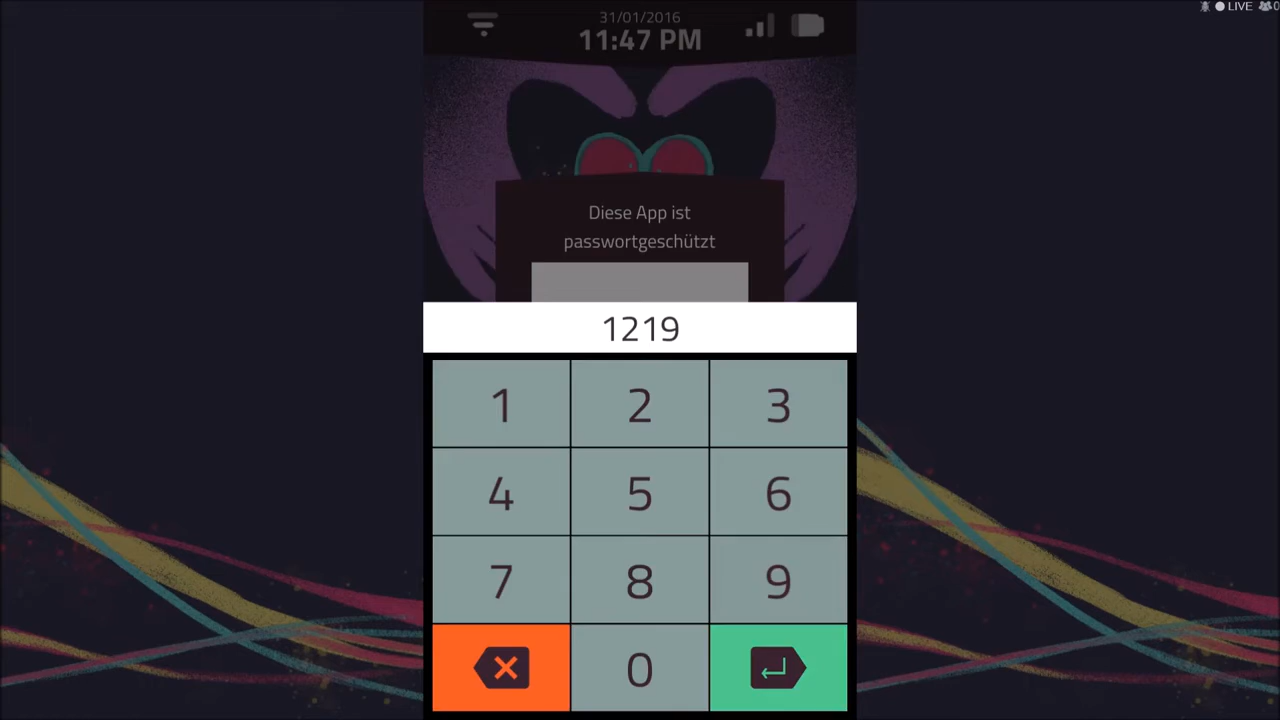 31/01/2016
LIVE 0
11:47 PM
Diese App ist
passwortgeschützt
1219
1 2 3
4 5 6
7 8 9
0